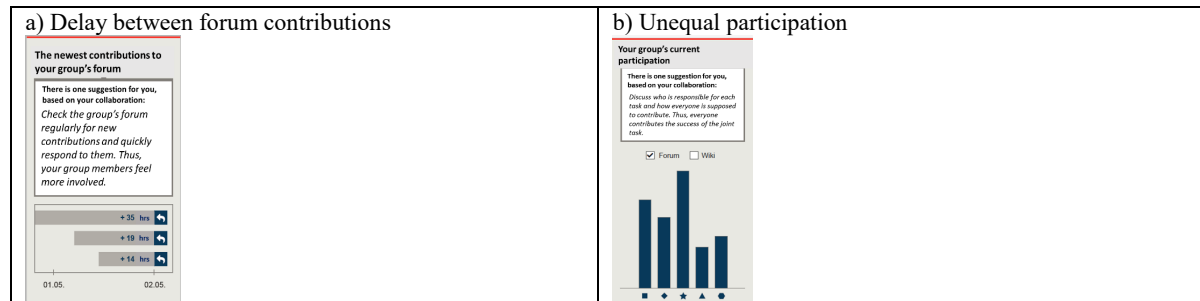 a) Delay between forum contributions
The newest contributions to
your group's forum
There is one suggestion for you,
based on your collaboration:
Check the group's forum
regularly for new
contributions and quickly
respond to them. Thus,
your group members feel
more involved.
+ 35 hrs
+ 19 hrs
+ 14 hrs
01.05.
02.05.
b) Unequal participation
Your group's current
participation
There is one suggestion for you,
based on your collaboration:
Discuss who is responsible for each
task and how everyone is supposed
to contribute. Thus, everyone
contributes the success of the joint
task.
Forum
Wiki